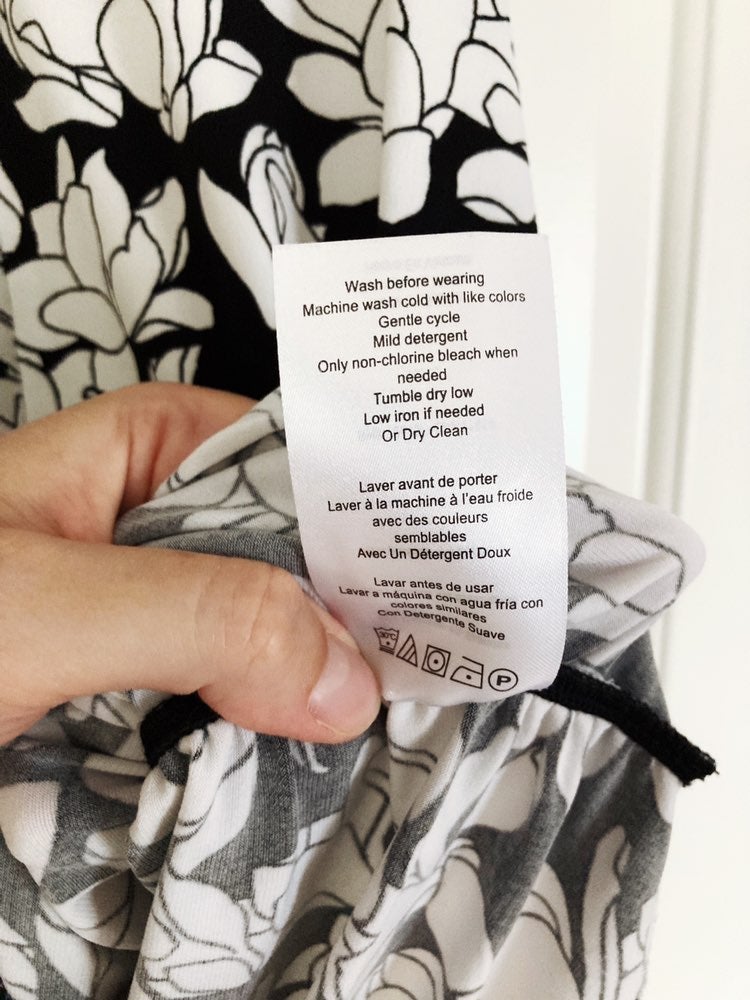 Wash before wearing
Machine wash cold with like colors
Gentle cycle
Mild detergent
Only non-chlorine bleach when
needed
Tumble dry low
Low iron if needed
Or Dry Clean
Laver avant de porter
Laver à la machine à l'eau froide
avec des couleurs
semblables
Avec Un Détergent Doux
Lavar antes de usar
Lavar a máquina con agua fría con
colores similares
Con Detergente Suave
30°C P